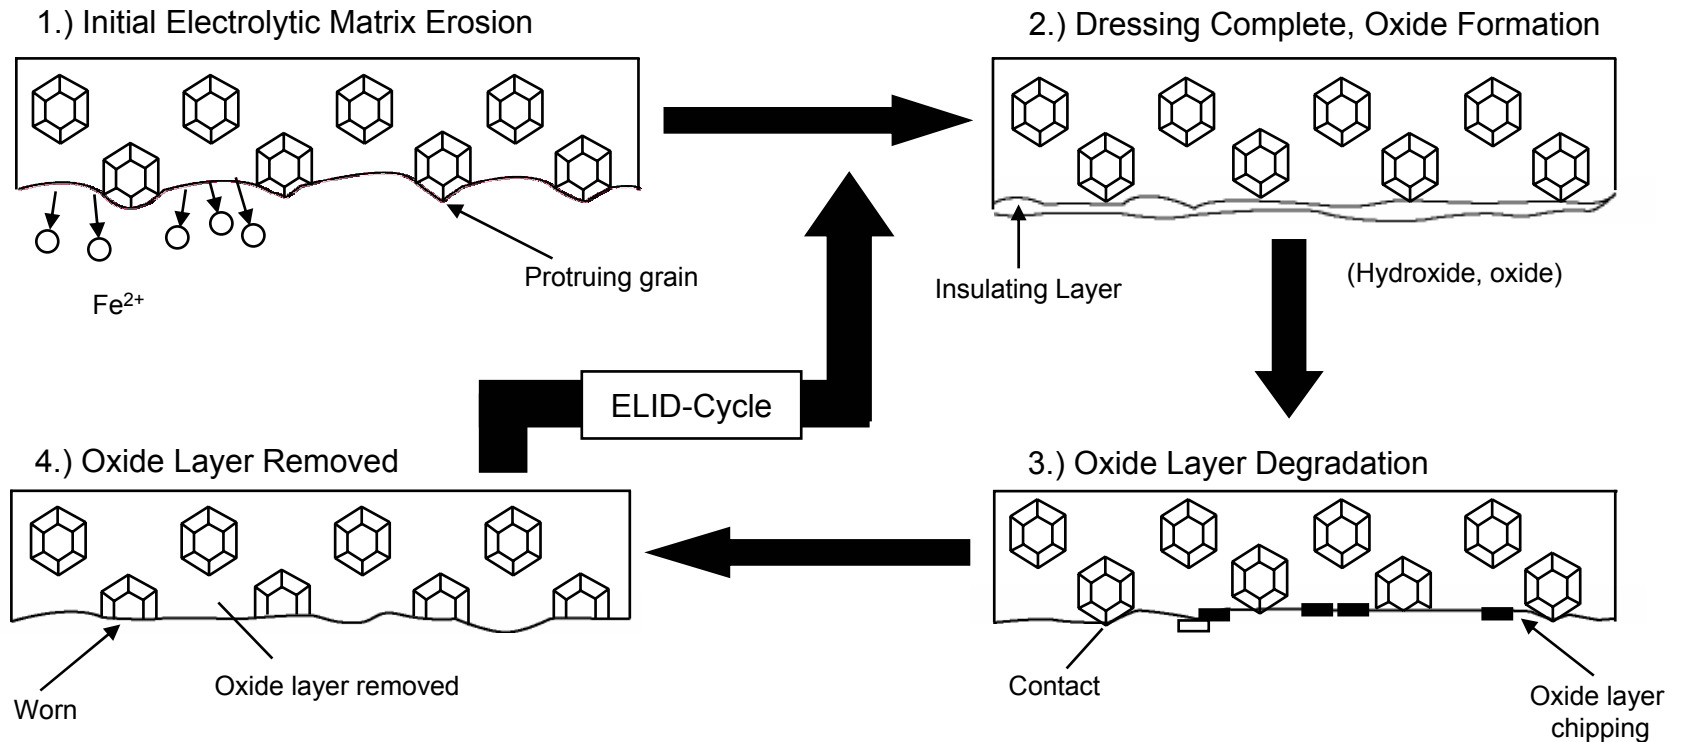 1.) Initial Electrolytic Matrix Erosion
2.) Dressing Complete, Oxide Formation
Protruing grain
Fe2+
Insulating Layer
(Hydroxide, oxide)
ELID-Cycle
4.) Oxide Layer Removed
3.) Oxide Layer Degradation
Worn
Oxide layer removed
Contact
Oxide layer
chipping